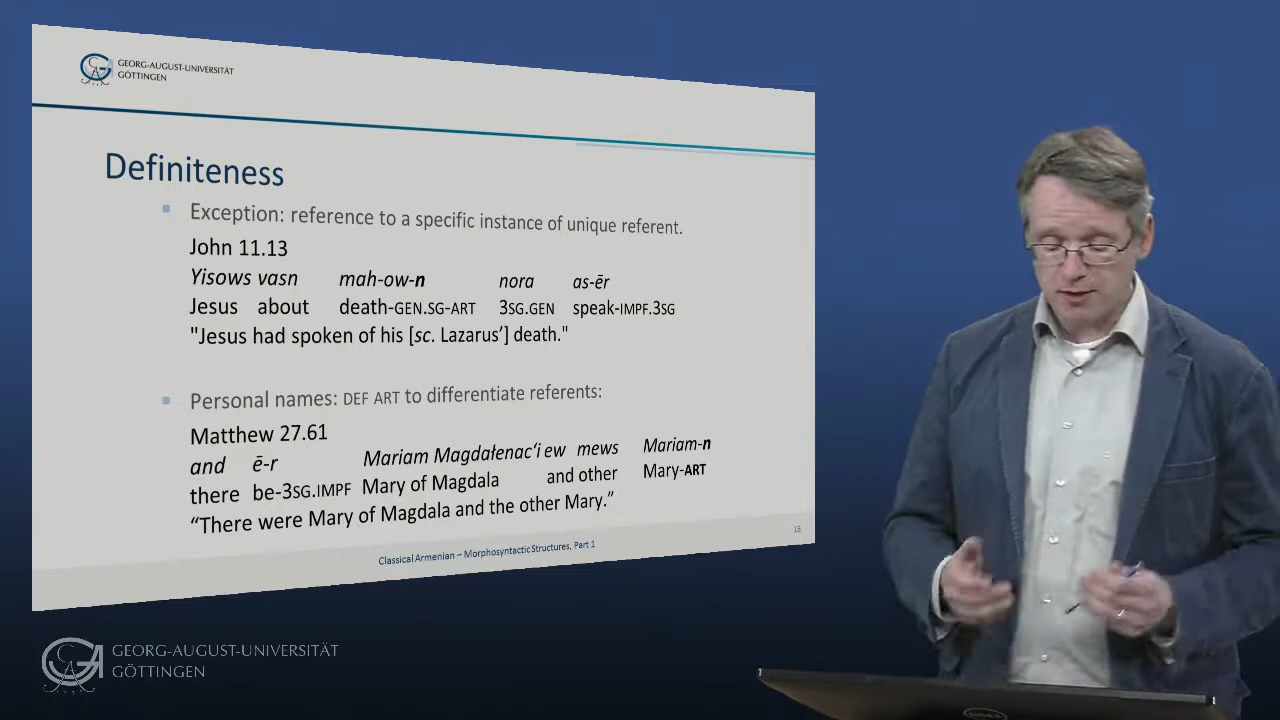 GEORG-AUGUST-UNIVERSITÄT
GÖTTINGEN
Definiteness
Exception: reference to a specific instance of unique referent.
John 11.13
Yisows vasn mah-ow-n nora as-ēr
Jesus about death-GEN.SG-ART 3SG.GEN speak-IMPF.3SG
"Jesus had spoken of his [sc. Lazarus’] death."
Personal names: DEF ART to differentiate referents:
Matthew 27.61
and ē-r Mariam Magdałenac‘i ew mews Mariam-n
there be-3SG.IMPF Mary of Magdala and other Mary-ART
“There were Mary of Magdala and the other Mary.”
18
Classical Armenian – Morphosyntactic Structures, Part 1
GEORG-AUGUST-UNIVERSITÄT
GÖTTINGEN
DELL